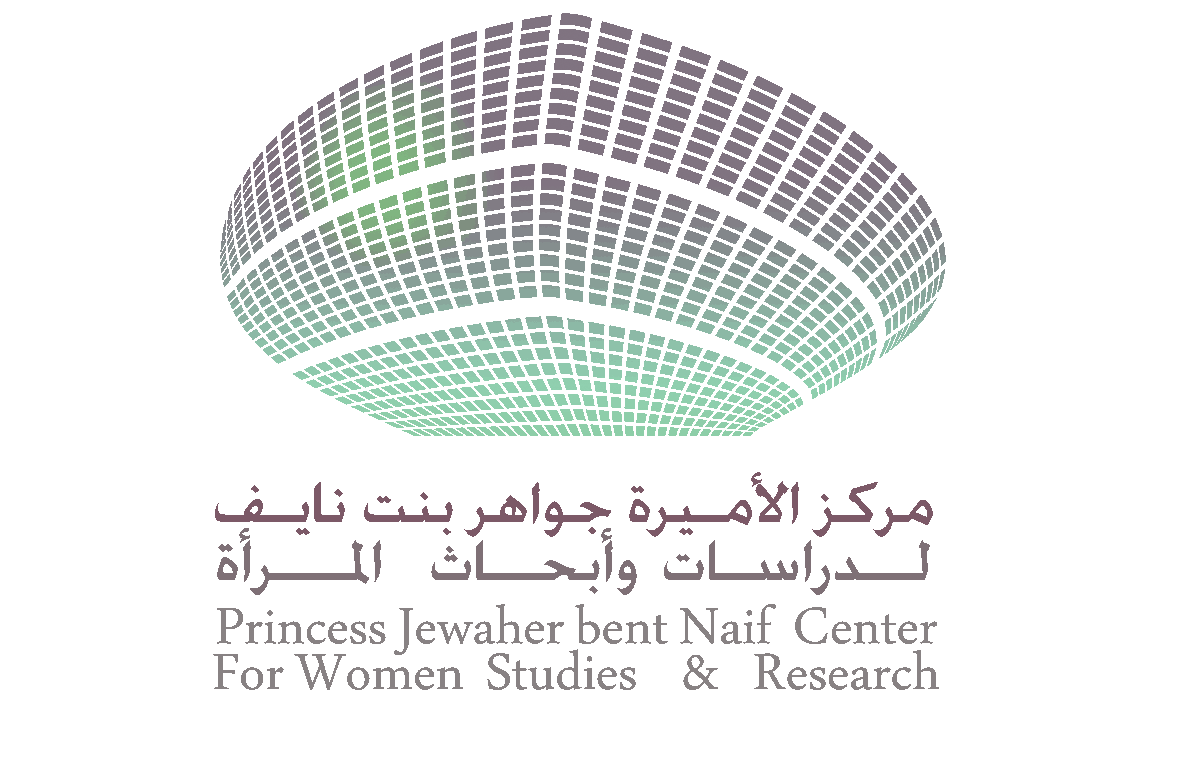 مركز الأميرة جواهر بنت نايف
لدراسات وأبحاث المرأة
Princess Jewaher bent Naif Center
For Women Studies & Research